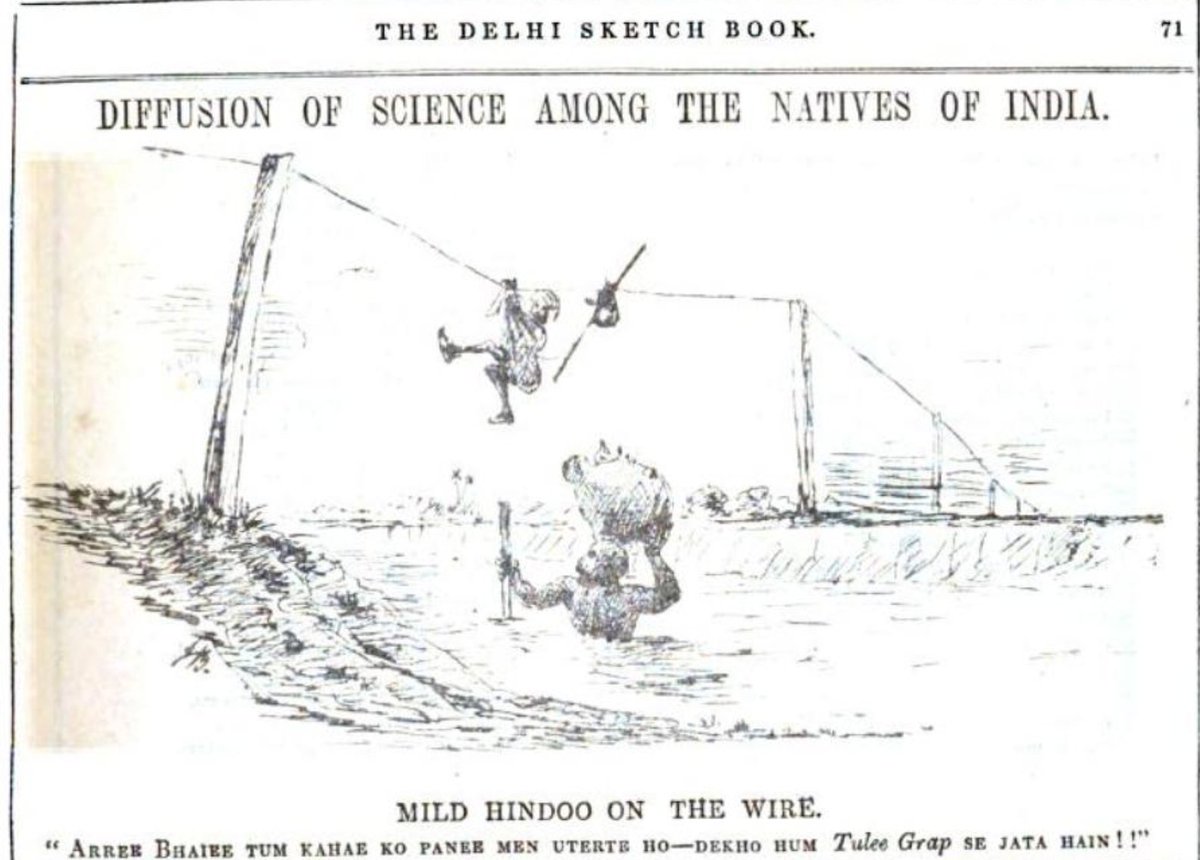 THE DELHI SKETCH BOOK. 71
DIFFUSION OF SCIENCE AMONG THE NATIVES OF INDIA.
MILD HINDOO ON THE WIRE.
“ ARREE BHAIEE TUM KAHAE KO PANEE MEN UTERTE HO—DEKHO HUM Tulee Grap SE JATA HAIN!!”